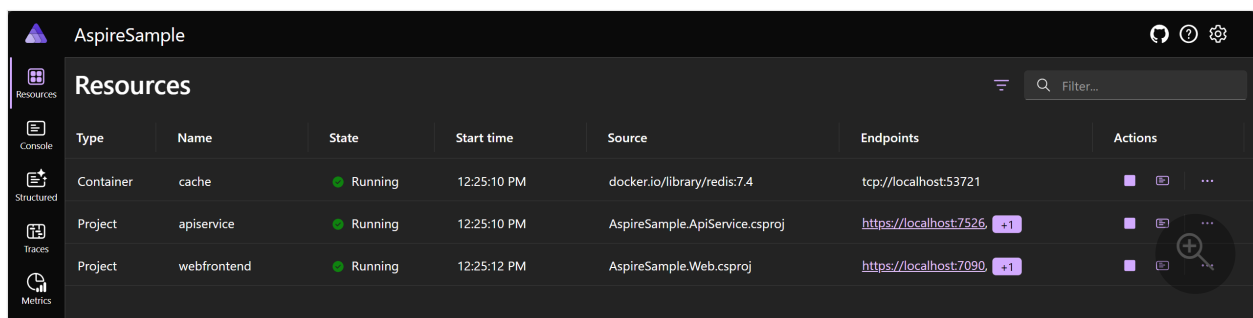 AspireSample
Resources
Resources
Filter...
Console
Structured
Traces
Metrics
Type Name State Start time Source Endpoints Actions
Container cache Running 12:25:10 PM docker.io/library/redis:7.4 tcp://localhost:53721
Project apiservice Running 12:25:10 PM AspireSample.ApiService.csproj https://localhost:7526, +1
Project webfrontend Running 12:25:12 PM AspireSample.Web.csproj https://localhost:7090, +1